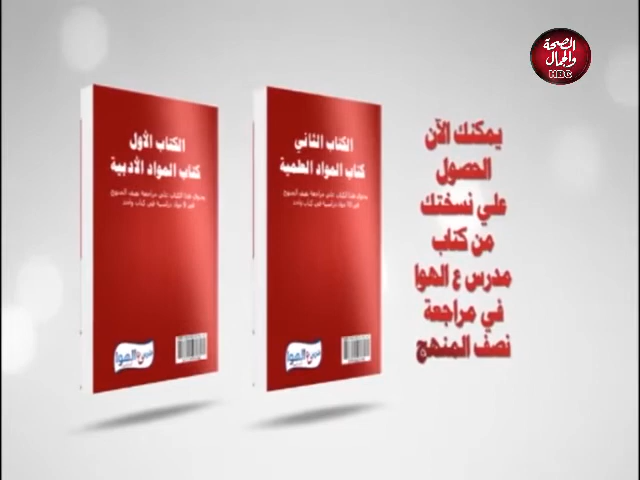 الصحة
والجمال
HBC
يمكنك الآن
الحصول
علي نسختك
من كتاب
مدرس ع الهوا
في مراجعة
نصف المنهج
الكتاب الثاني
كتاب المواد العلمية
الكتاب الأول
كتاب المواد الأدبية